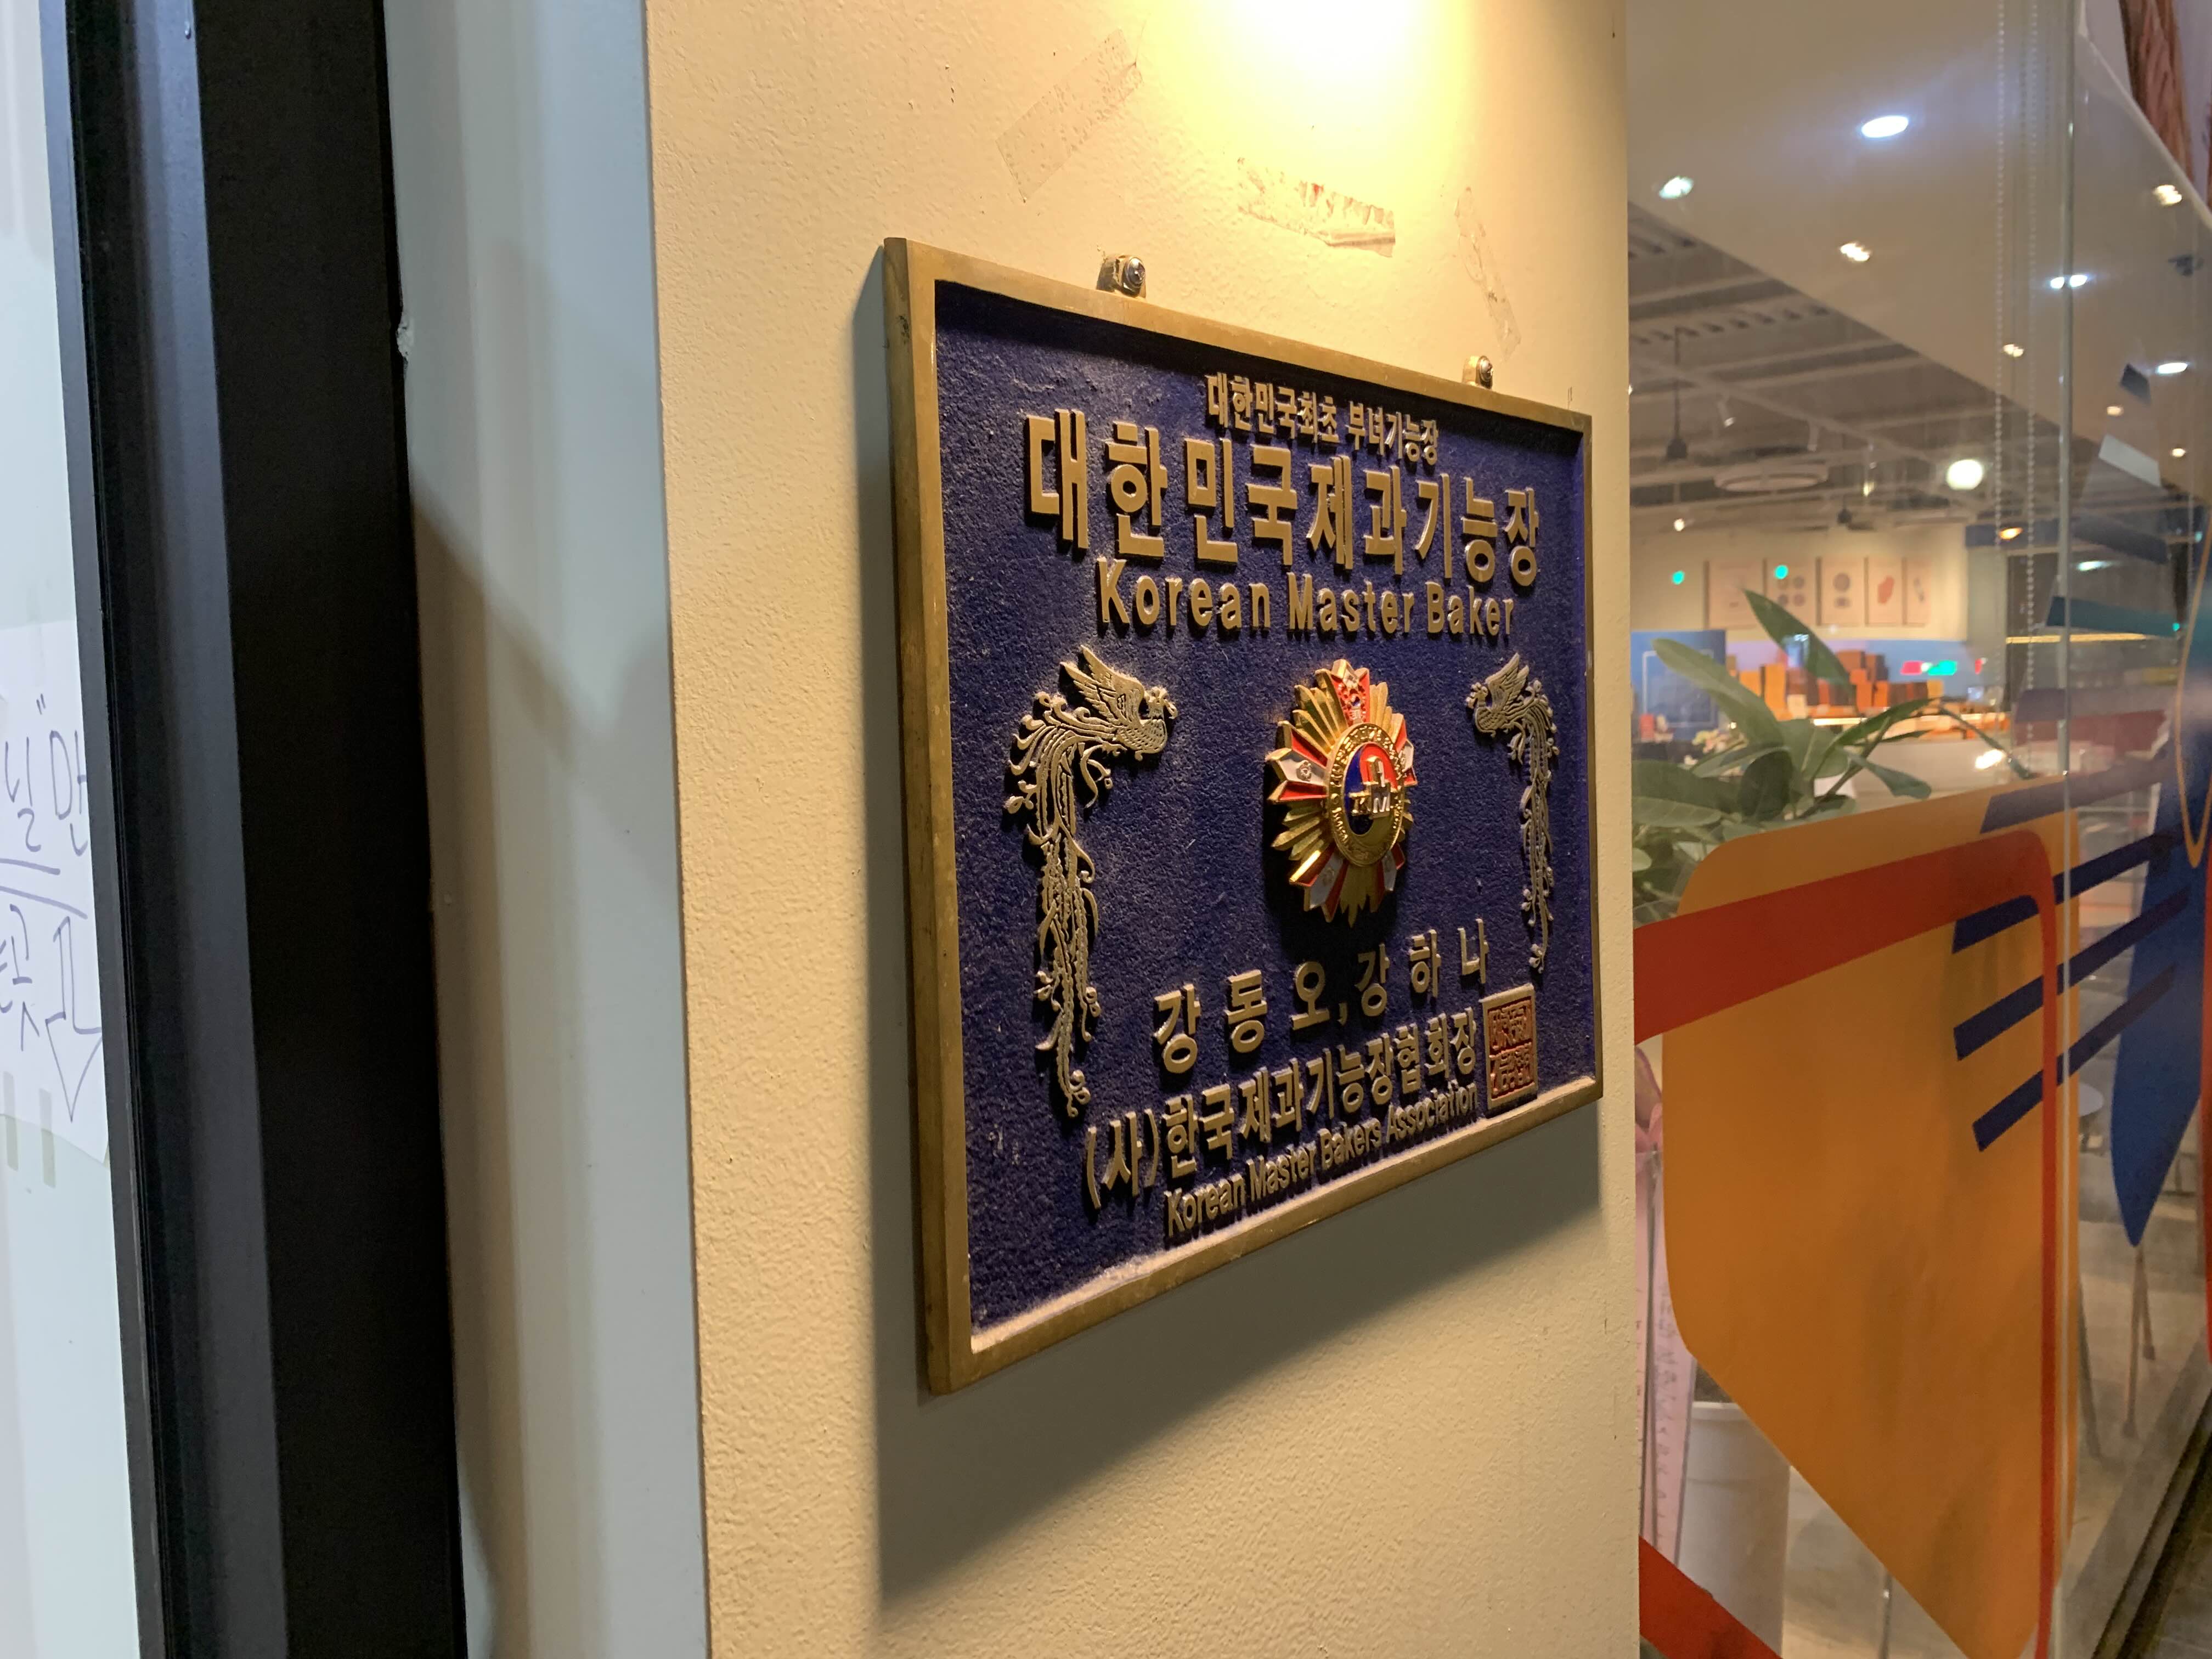 대한민국최초 부녀기능장
대한민국제과기능장
Korean Master Baker
강동오, 강하나
(사)한국제과기능장협회장
Korean Master Bakers Association